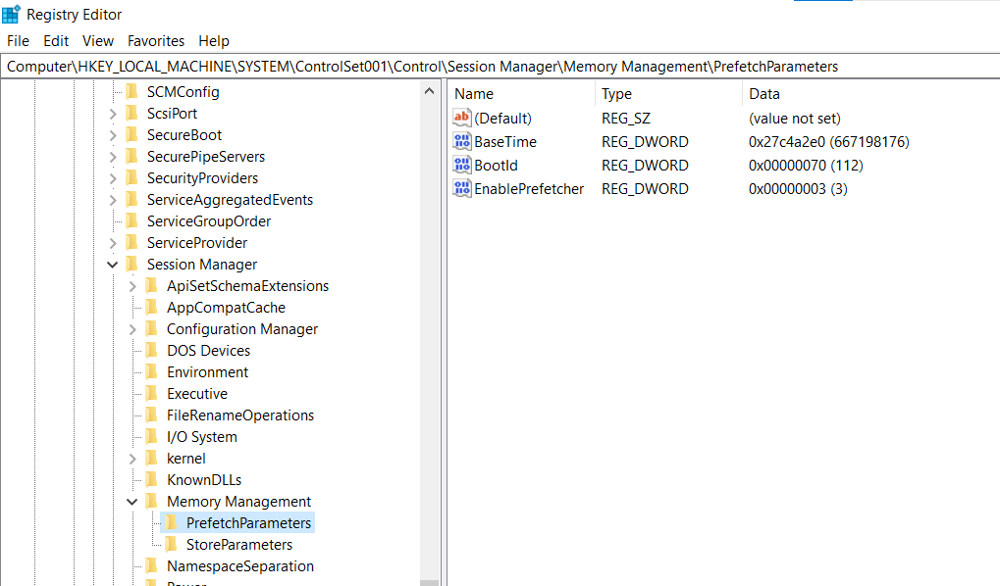 Registry Editor
File Edit View Favorites Help
Computer\HKEY_LOCAL_MACHINE\SYSTEM\ControlSet001\Control\Session Manager\Memory Management\PrefetchParameters
SCMConfig
ScsiPort
SecureBoot
SecurePipeServers
SecurityProviders
ServiceAggregatedEvents
ServiceGroupOrder
ServiceProvider
Session Manager
ApiSetSchemaExtensions
AppCompatCache
Configuration Manager
DOS Devices
Environment
Executive
FileRenameOperations
I/O System
kernel
KnownDLLs
Memory Management
PrefetchParameters
StoreParameters
NamespaceSeparation
Power
Name Type Data
(Default) REG_SZ (value not set)
BaseTime REG_DWORD 0x27c4a2e0 (667198176)
BootId REG_DWORD 0x00000070 (112)
EnablePrefetcher REG_DWORD 0x00000003 (3)